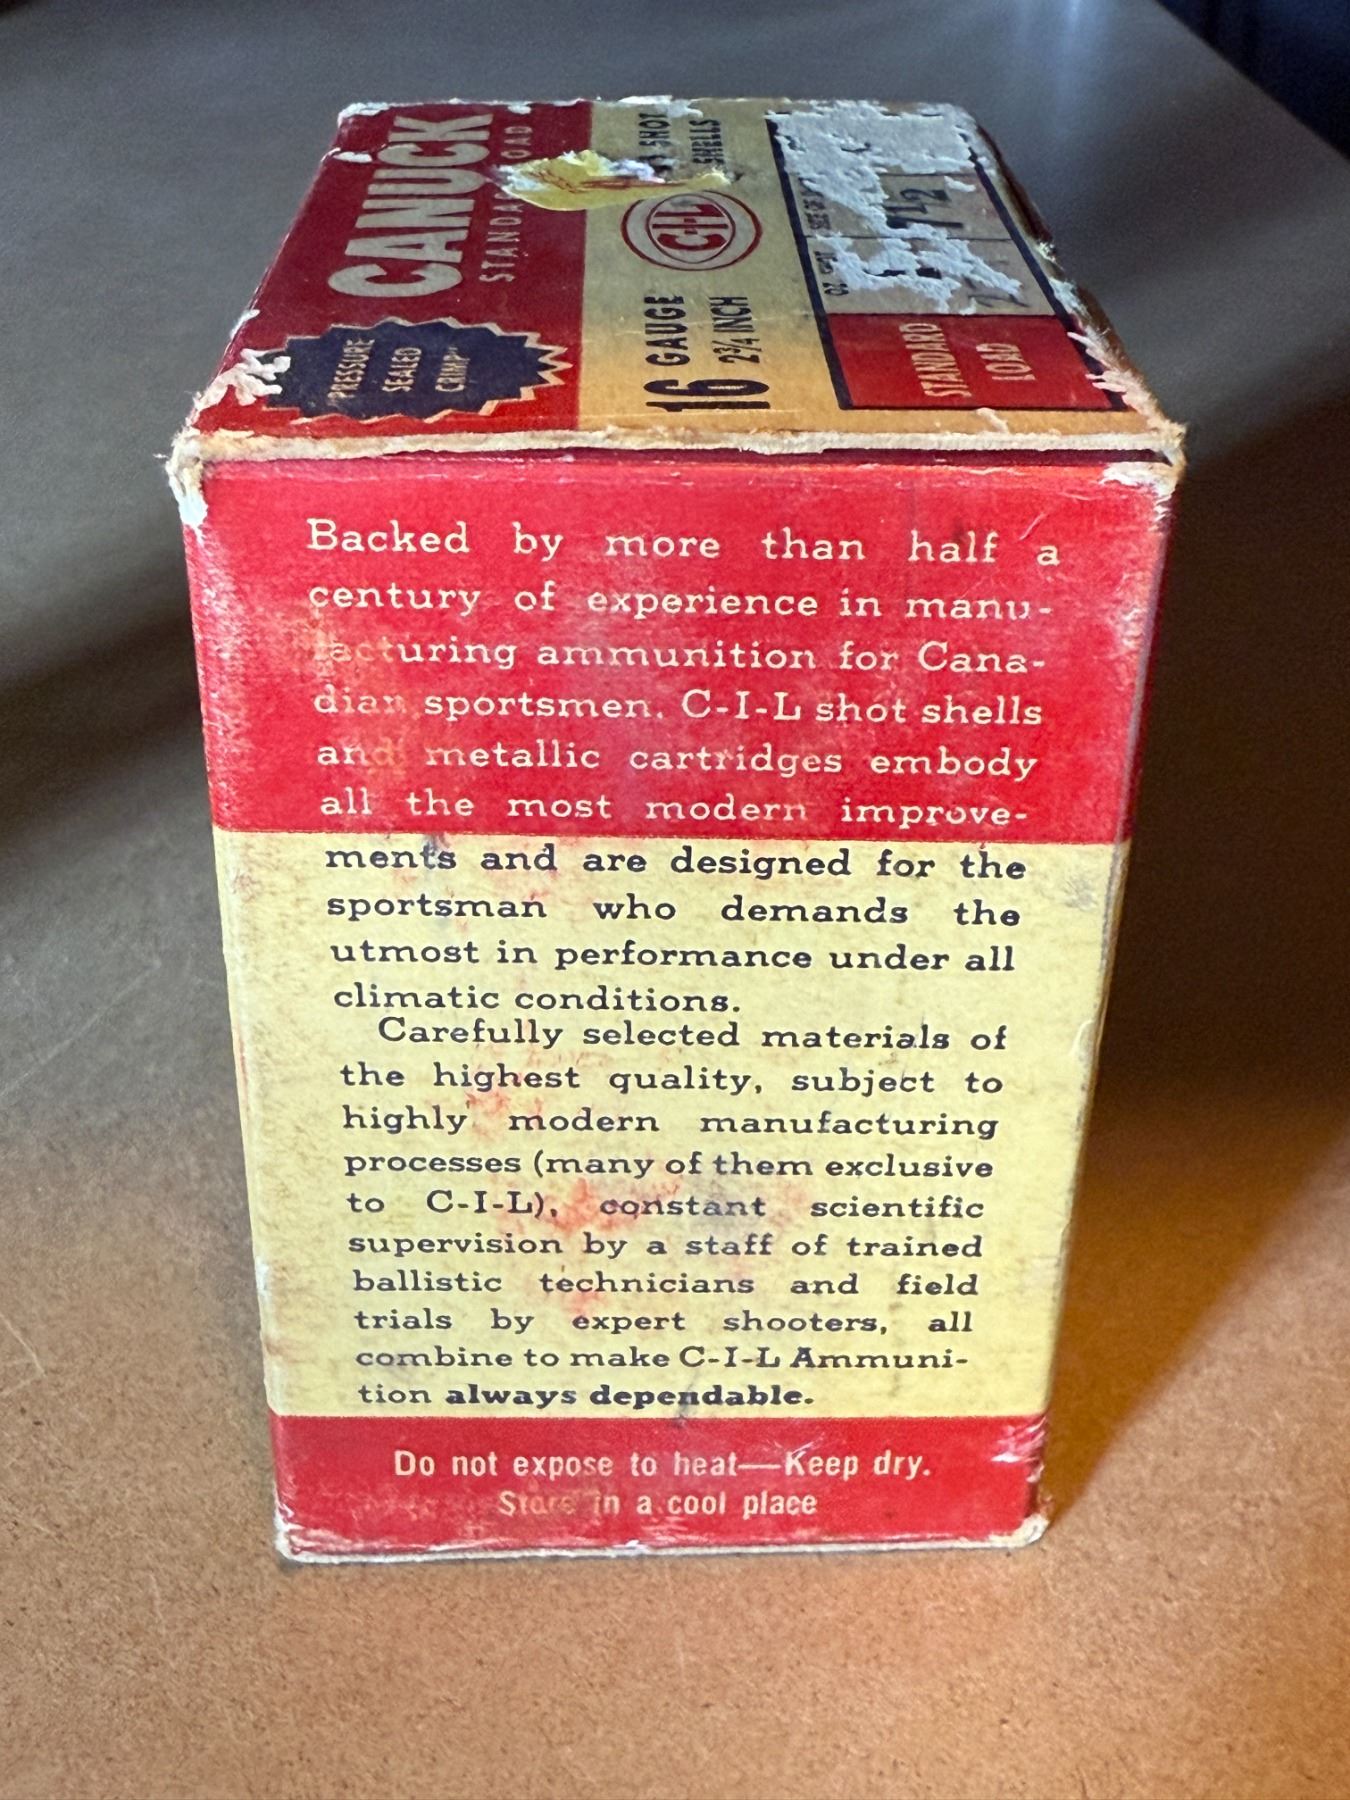 CANUCK
STANDARD LOAD
"PRESSURE
SEALED
CRIMP"
SHOT
SHELLS
C-I-L
16 GAUGE
2¾ INCH
OZ.
SIZE OF
7½
STANDARD
LOAD
Backed by more than half a
century of experience in manu-
facturing ammunition for Cana-
dian sportsmen. C-I-L shot shells
and metallic cartridges embody
all the most modern improve-
ments and are designed for the
sportsman who demands the
utmost in performance under all
climatic conditions.
Carefully selected materials of
the highest quality, subject to
highly modern manufacturing
processes (many of them exclusive
to C-I-L), constant scientific
supervision by a staff of trained
ballistic technicians and field
trials by expert shooters, all
combine to make C-I-L Ammuni-
tion always dependable.
Do not expose to heat—Keep dry.
Store in a cool place